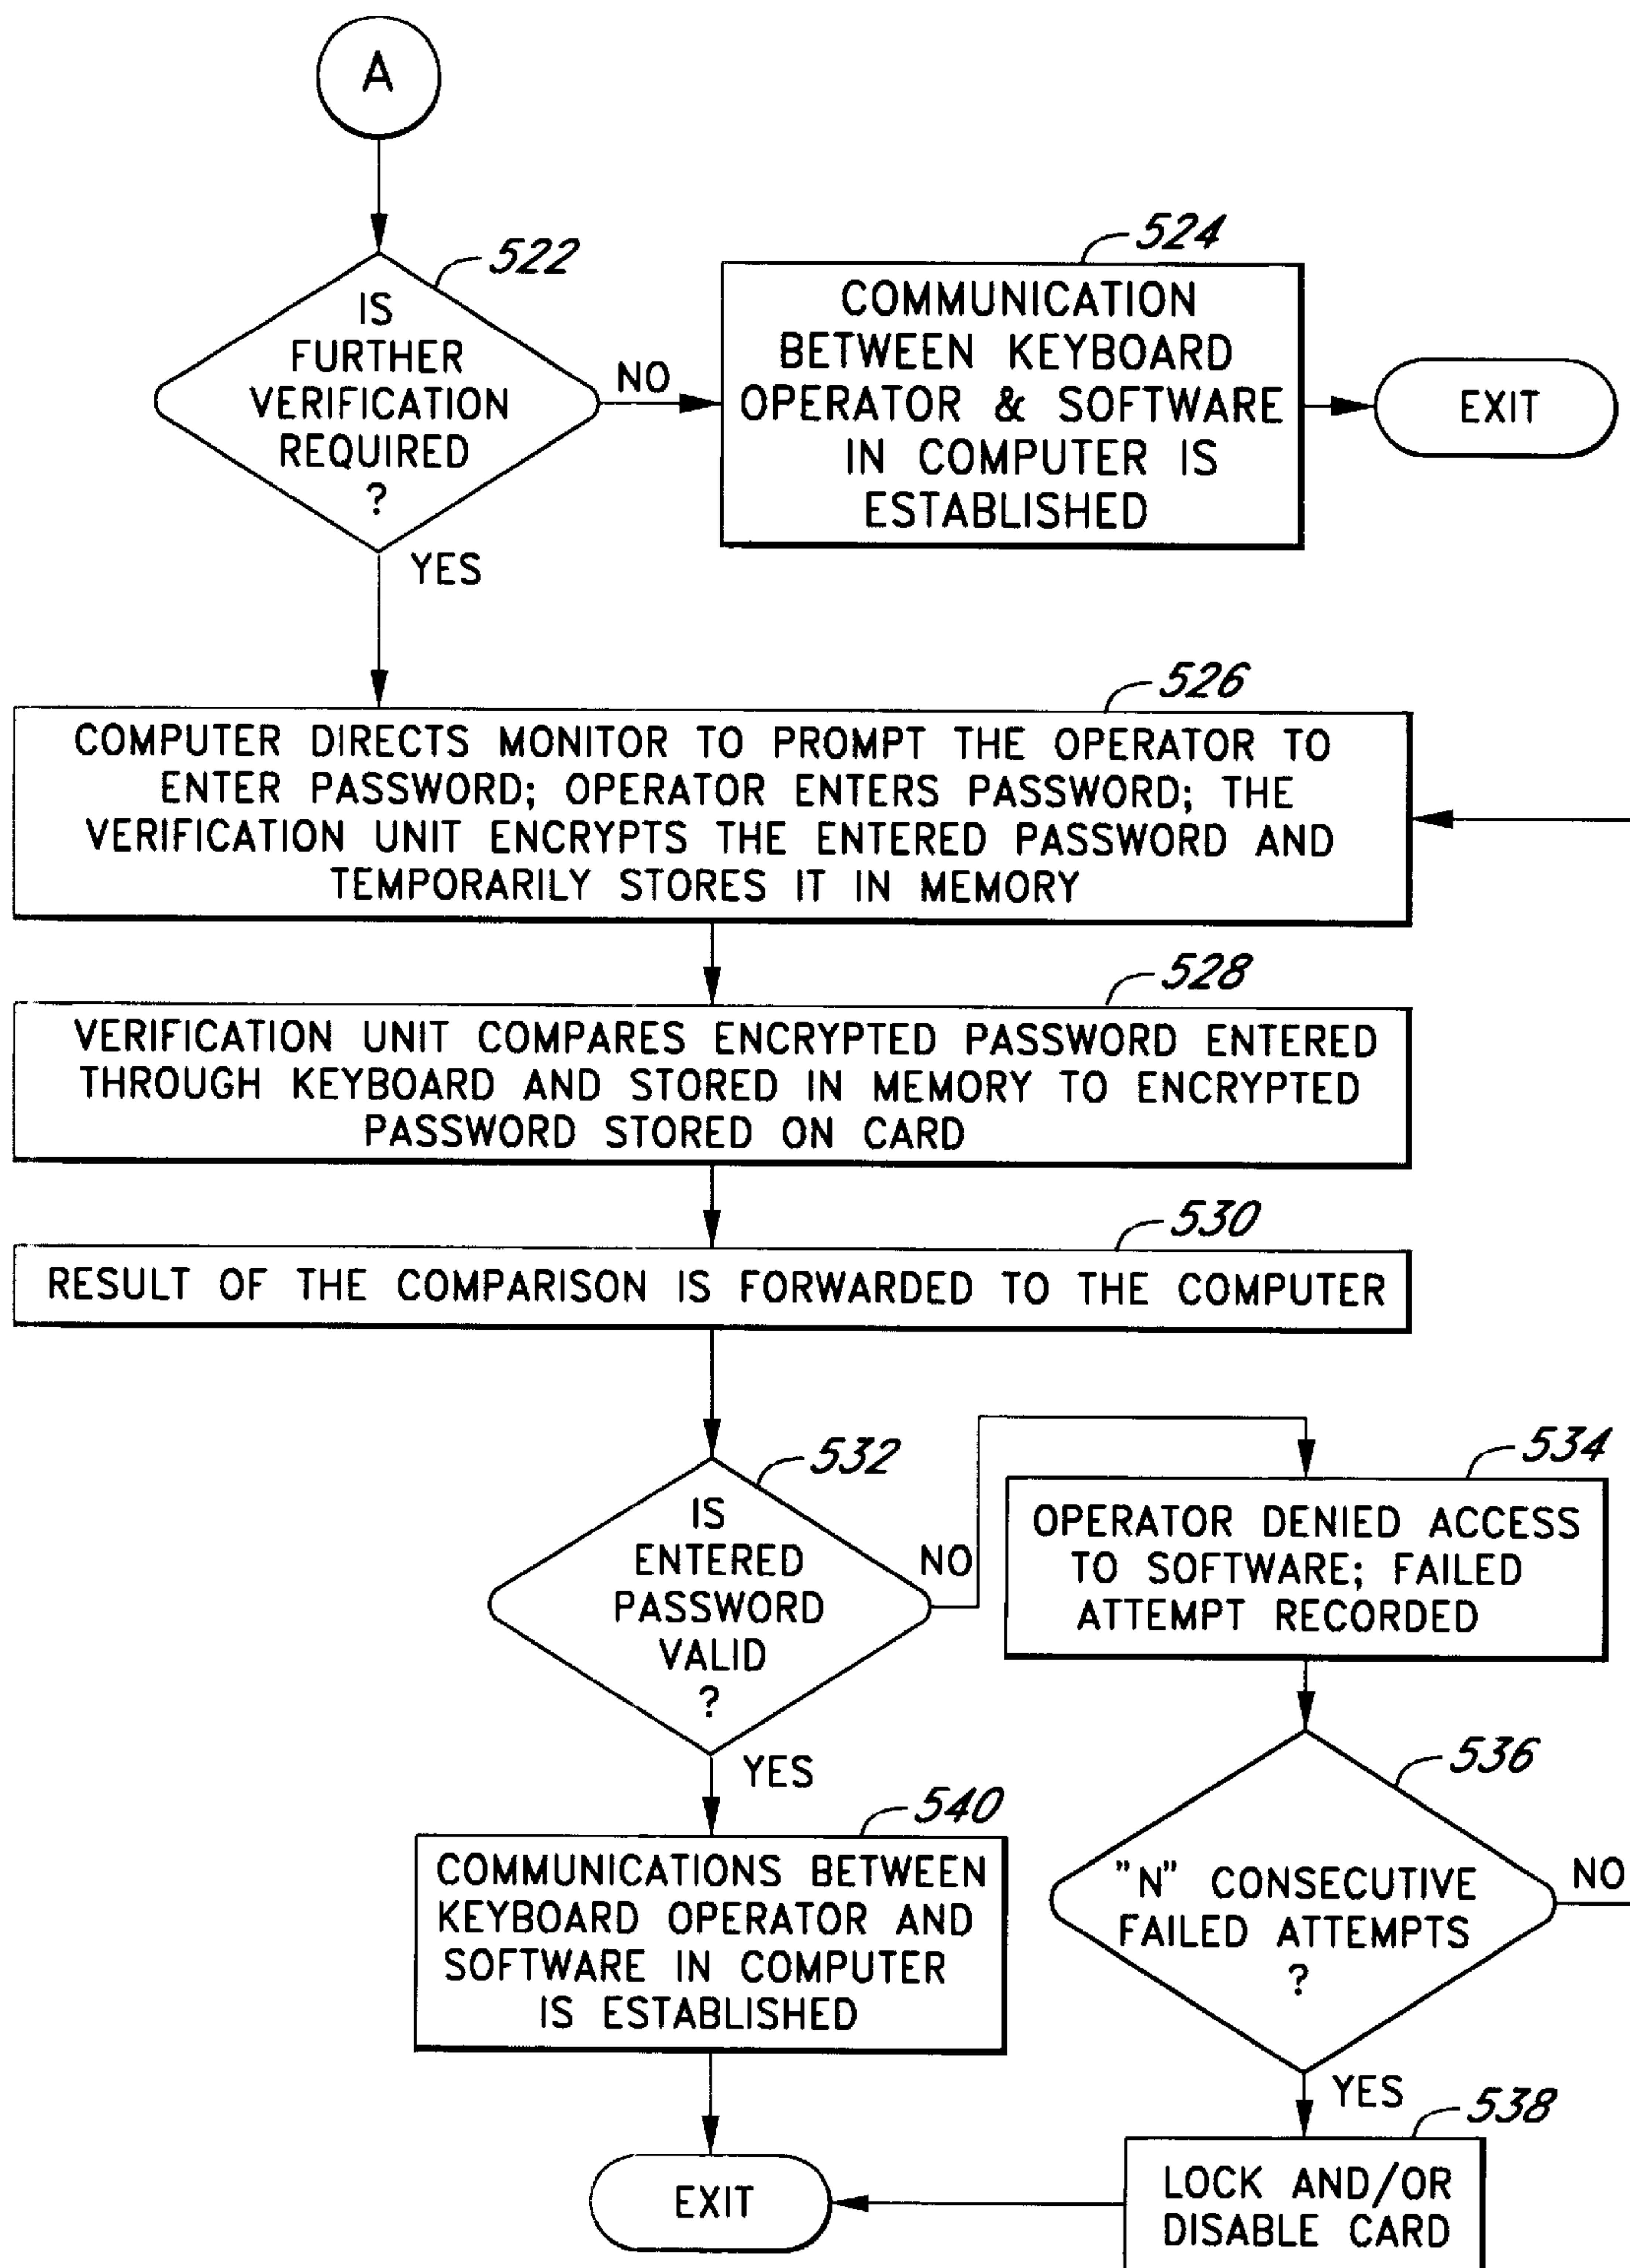 A
522
IS
FURTHER
VERIFICATION
REQUIRED
?
NO
YES
524
COMMUNICATION
BETWEEN KEYBOARD
OPERATOR & SOFTWARE
IN COMPUTER IS
ESTABLISHED
EXIT
526
COMPUTER DIRECTS MONITOR TO PROMPT THE OPERATOR TO
ENTER PASSWORD; OPERATOR ENTERS PASSWORD; THE
VERIFICATION UNIT ENCRYPTS THE ENTERED PASSWORD AND
TEMPORARILY STORES IT IN MEMORY
528
VERIFICATION UNIT COMPARES ENCRYPTED PASSWORD ENTERED
THROUGH KEYBOARD AND STORED IN MEMORY TO ENCRYPTED
PASSWORD STORED ON CARD
530
RESULT OF THE COMPARISON IS FORWARDED TO THE COMPUTER
532
IS
ENTERED
PASSWORD
VALID
?
NO
YES
534
OPERATOR DENIED ACCESS
TO SOFTWARE; FAILED
ATTEMPT RECORDED
536
"N" CONSECUTIVE
FAILED ATTEMPTS
?
NO
YES
540
COMMUNICATIONS BETWEEN
KEYBOARD OPERATOR AND
SOFTWARE IN COMPUTER
IS ESTABLISHED
538
LOCK AND/OR
DISABLE CARD
EXIT